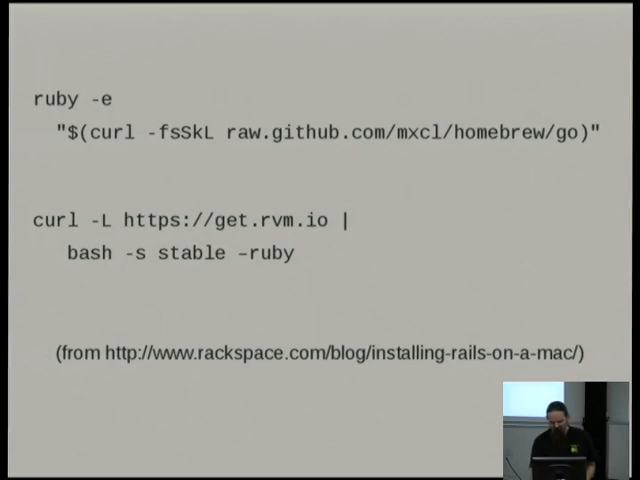 ruby -e
"$(curl -fsSkL raw.github.com/mxcl/homebrew/go)"
curl -L https://get.rvm.io |
bash -s stable –ruby
(from http://www.rackspace.com/blog/installing-rails-on-a-mac/)